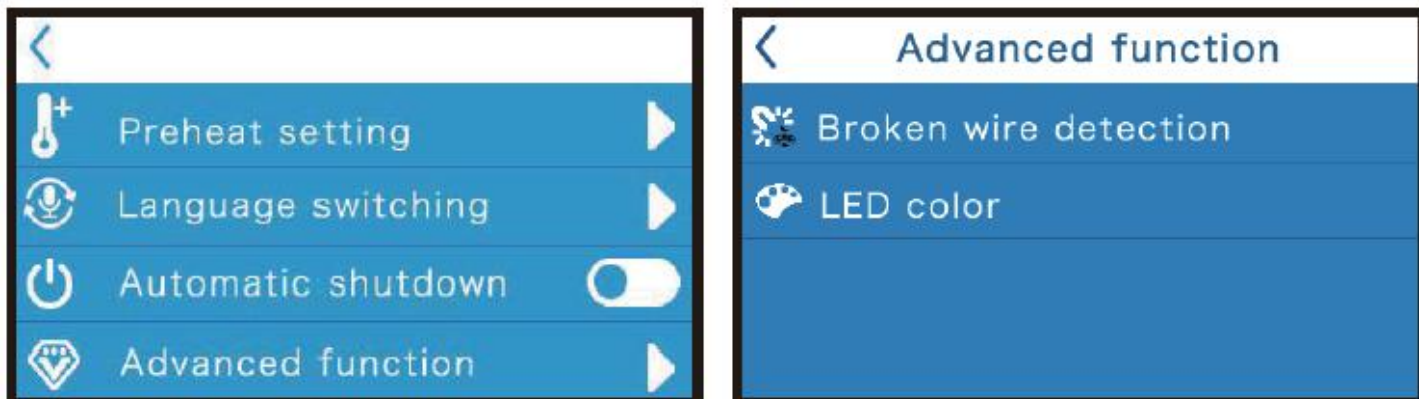 Preheat setting
Language switching
Automatic shutdown
Advanced function
Advanced function
Broken wire detection
LED color